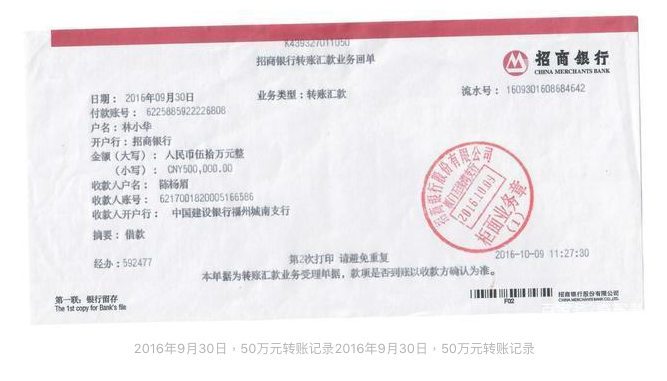 K439327011050
招商银行转账汇款业务回单
招商银行
CHINA MERCHANTS BANK
日期： 2016年09月30日
业务类型：转账汇款
流水号： 1609301608684642
付款账号： 6225885922226808
户名：林小华
开户行：招商银行
金额（大写）： 人民币伍拾万元整
（小写）： CNY500,000.00
收款人户名： 陈杨眉
收款人账号： 6217001820005166586
收款人开户行： 中国建设银行福州城南支行
摘要： 借款
招商银行股份有限公司
2016.10.09
柜面业务章
(1)
经办：592477
第2次打印 请避免重复
2016-10-09 11:27:30
本单据为转账汇款业务受理单据，款项是否到账以收款方确认为准。
第一联：银行留存
The 1st copy for Bank's file
F02
招商银行股份有限公司
CHINA MERCHANTS BANK CO.,LTD.
2016年9月30日，50万元转账记录2016年9月30日，50万元转账记录